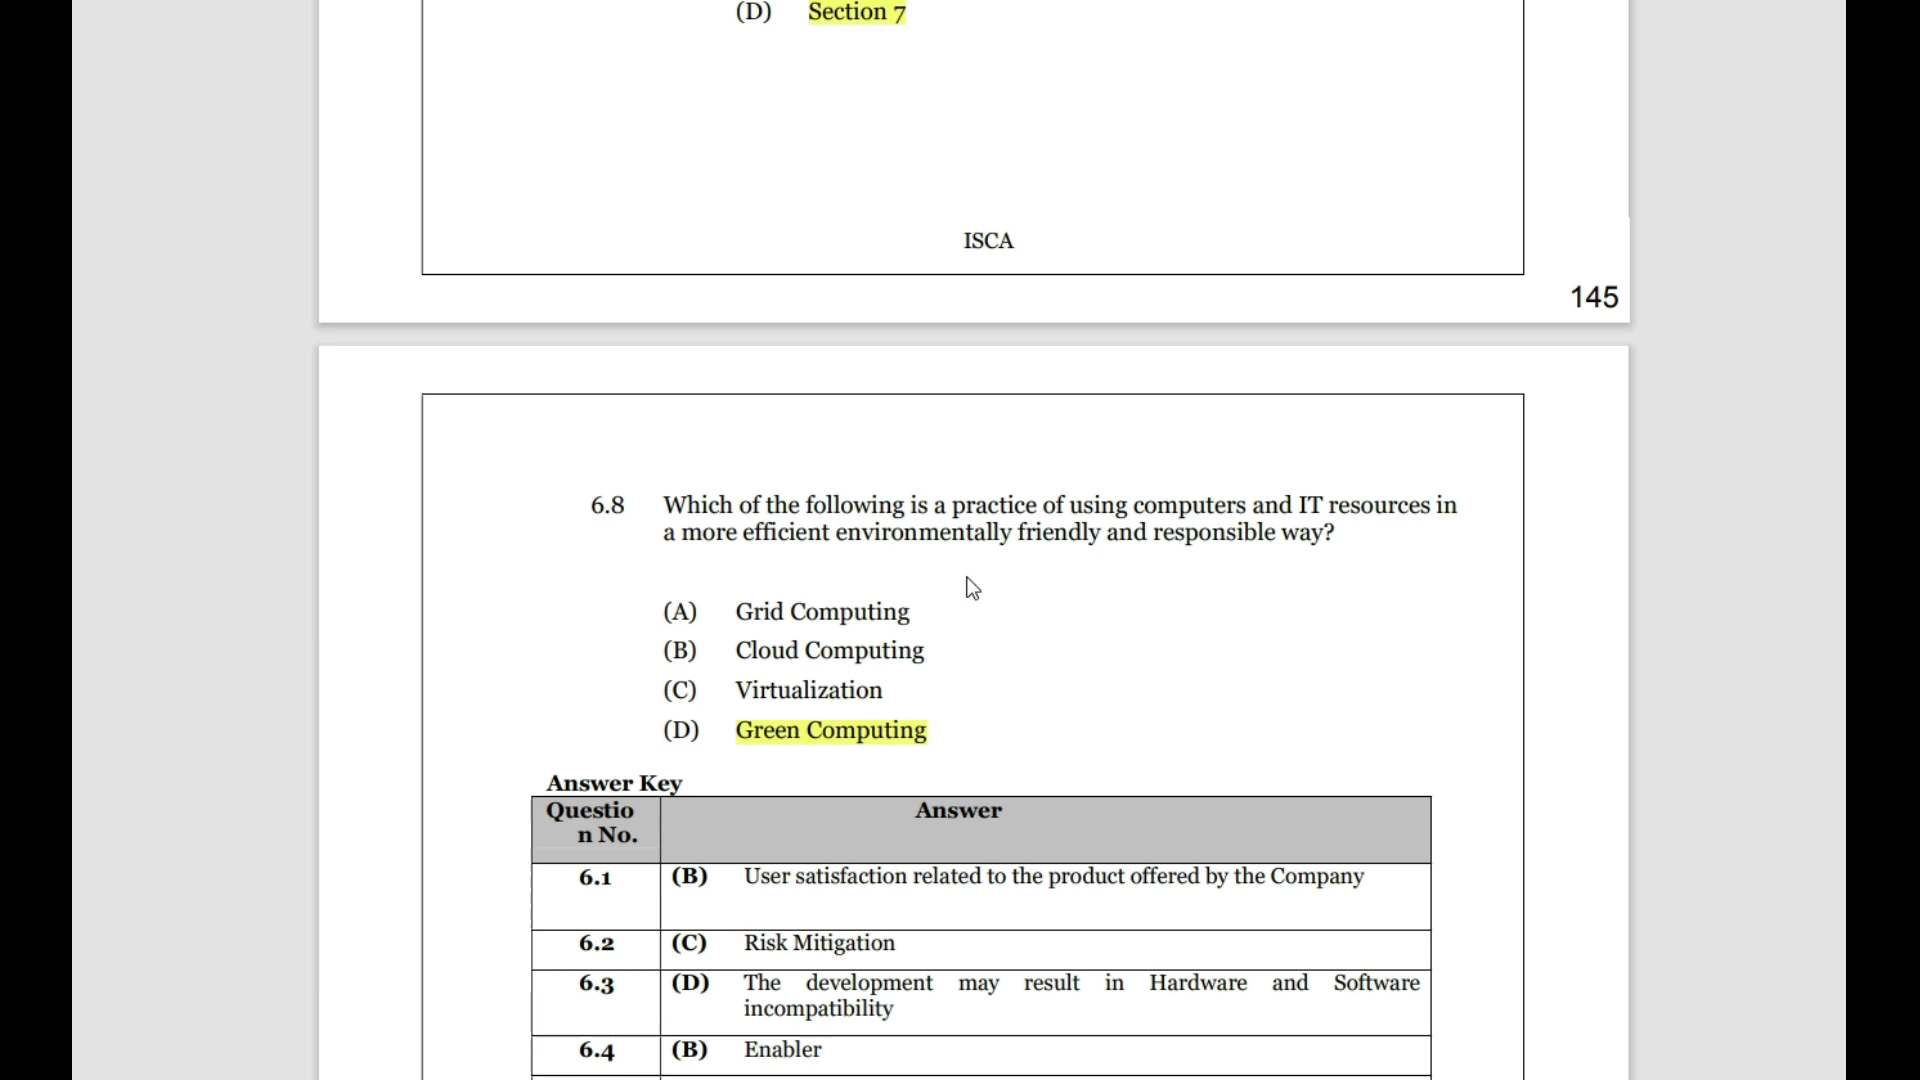 (D) Section 7
ISCA
145
6.8 Which of the following is a practice of using computers and IT resources in
a more efficient environmentally friendly and responsible way?
(A) Grid Computing
(B) Cloud Computing
(C) Virtualization
(D) Green Computing
Answer Key
Questio Answer
n No.
6.1 (B) User satisfaction related to the product offered by the Company
6.2 (C) Risk Mitigation
6.3 (D) The development may result in Hardware and Software
incompatibility
6.4 (B) Enabler